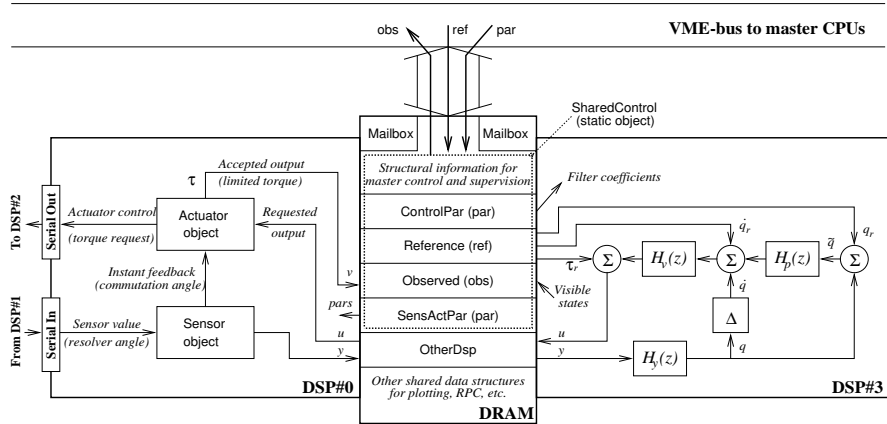 obs
ref
par
VME-bus to master CPUs
SharedControl
(static object)
Mailbox
Mailbox
Structural information for
master control and supervision
ControlPar (par)
Reference (ref)
Observed (obs)
SensActPar (par)
OtherDsp
Other shared data structures
for plotting, RPC, etc.
DRAM
To DSP#2
Serial Out
From DSP#1
Serial In
τ
Accepted output
(limited torque)
Actuator control
(torque request)
Actuator
object
Requested
output
Instant feedback
(commutation angle)
Sensor value
(resolver angle)
Sensor
object
v
pars
u
y
DSP#0
Filter coefficients
Visible
states
τr
Σ
Hv(z)
q̇r
Σ
q̇
Hp(z)
q̃
qr
Σ
Δ
u
y
Hy(z)
q
DSP#3